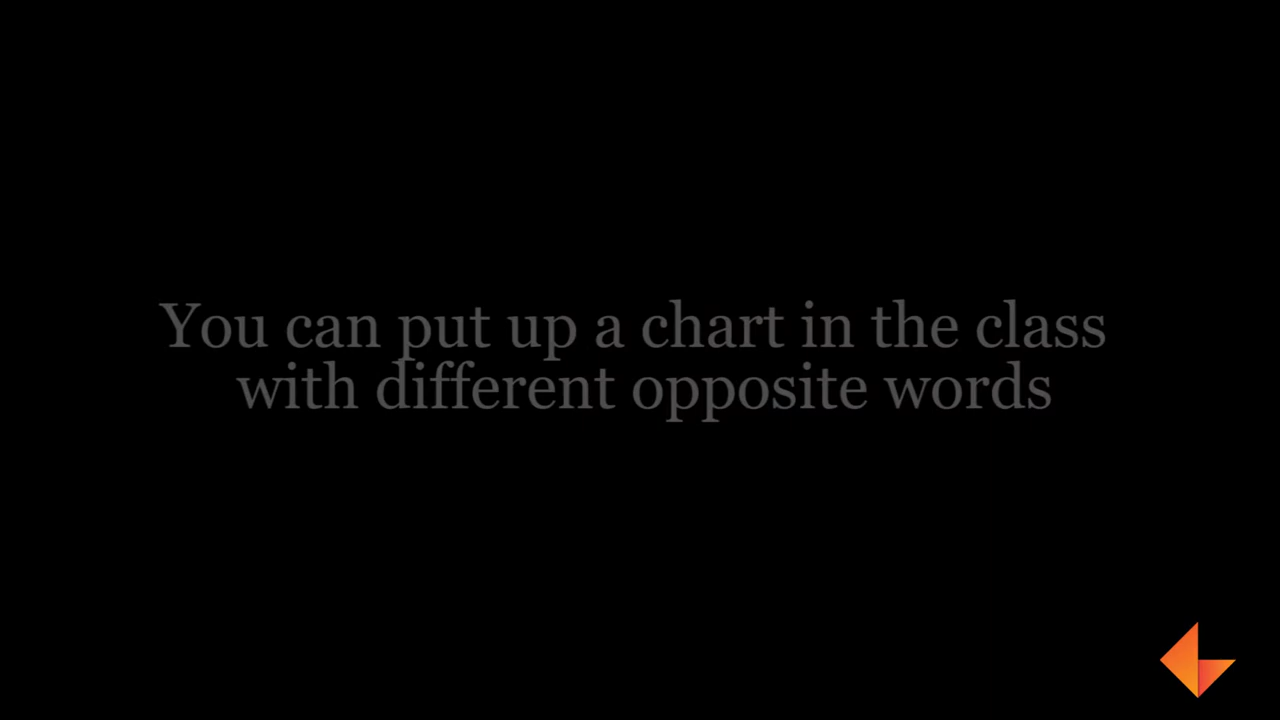 You can put up a chart in the class
with different opposite words